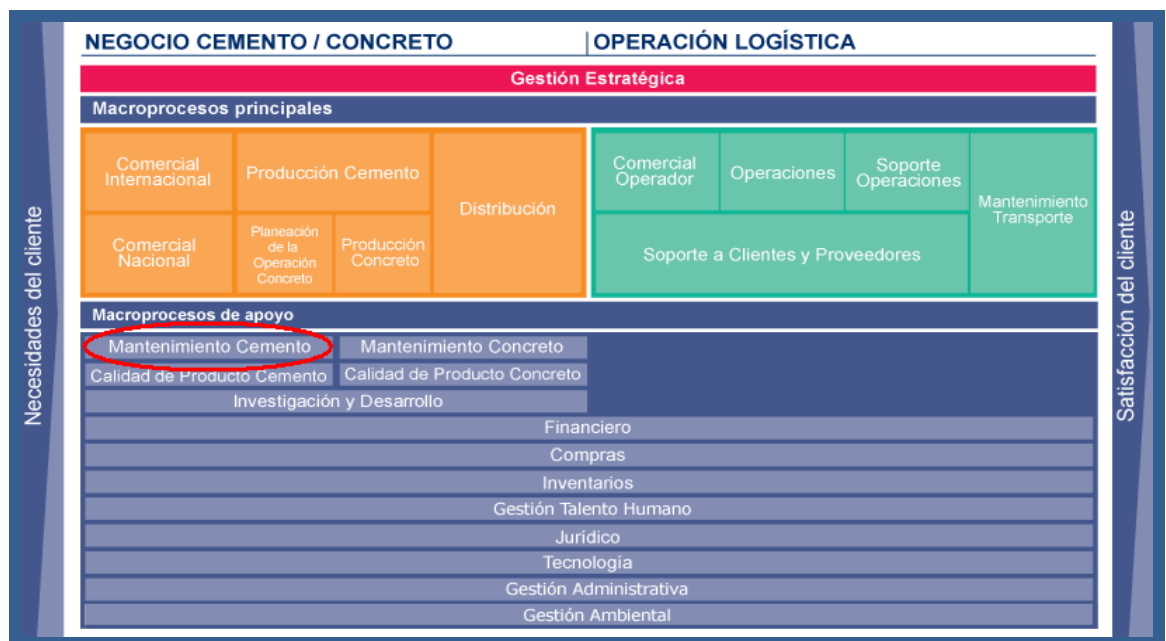 NEGOCIO CEMENTO / CONCRETO
OPERACIÓN LOGÍSTICA
Gestión Estratégica
Macroprocesos principales
Comercial
Internacional
Producción Cemento
Distribución
Comercial
Nacional
Planeación
de la
Operación
Concreto
Producción
Concreto
Comercial
Operador
Operaciones
Soporte
Operaciones
Mantenimiento
Transporte
Soporte a Clientes y Proveedores
Macroprocesos de apoyo
Mantenimiento Cemento
Mantenimiento Concreto
Calidad de Producto Cemento
Calidad de Producto Concreto
Investigación y Desarrollo
Financiero
Compras
Inventarios
Gestión Talento Humano
Jurídico
Tecnología
Gestión Administrativa
Gestión Ambiental
Necesidades del cliente
Satisfacción del cliente